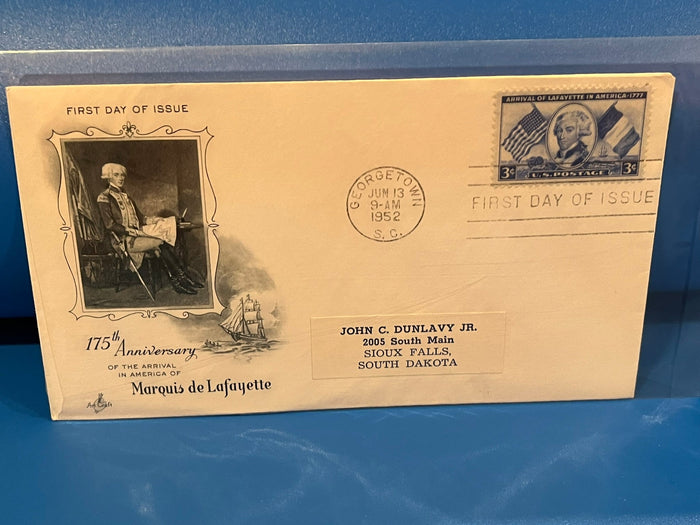 FIRST DAY OF ISSUE
ARRIVAL OF LAFAYETTE IN AMERICA-1777
3¢ U.S. POSTAGE 3¢
GEORGETOWN
JUN 13
9-AM
1952
S. C.
FIRST DAY OF ISSUE
175th Anniversary
OF THE ARRIVAL
IN AMERICA OF
Marquis de Lafayette
Art Craft
JOHN C. DUNLAVY JR.
2005 South Main
SIOUX FALLS,
SOUTH DAKOTA